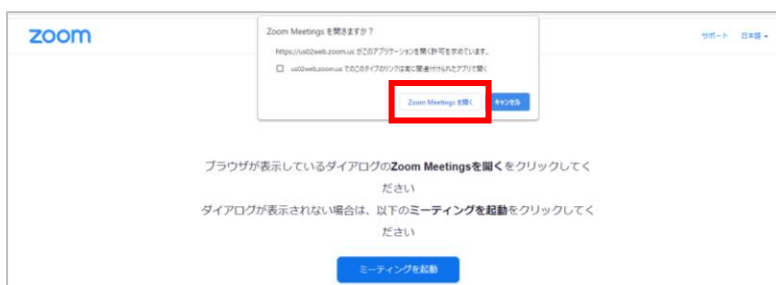 zoom
Zoom Meetings を開きますか？
サポート 日本語
https://us02web.zoom.us がこのアプリケーションを開く許可を求めています。
us02web.zoom.us でのこのタイプのリンクは常に関連付けられたアプリで開く
Zoom Meetings を開く キャンセル
ブラウザが表示しているダイアログのZoom Meetingsを開くをクリックしてく
ださい
ダイアログが表示されない場合は、以下のミーティングを起動をクリックしてく
ださい
ミーティングを起動